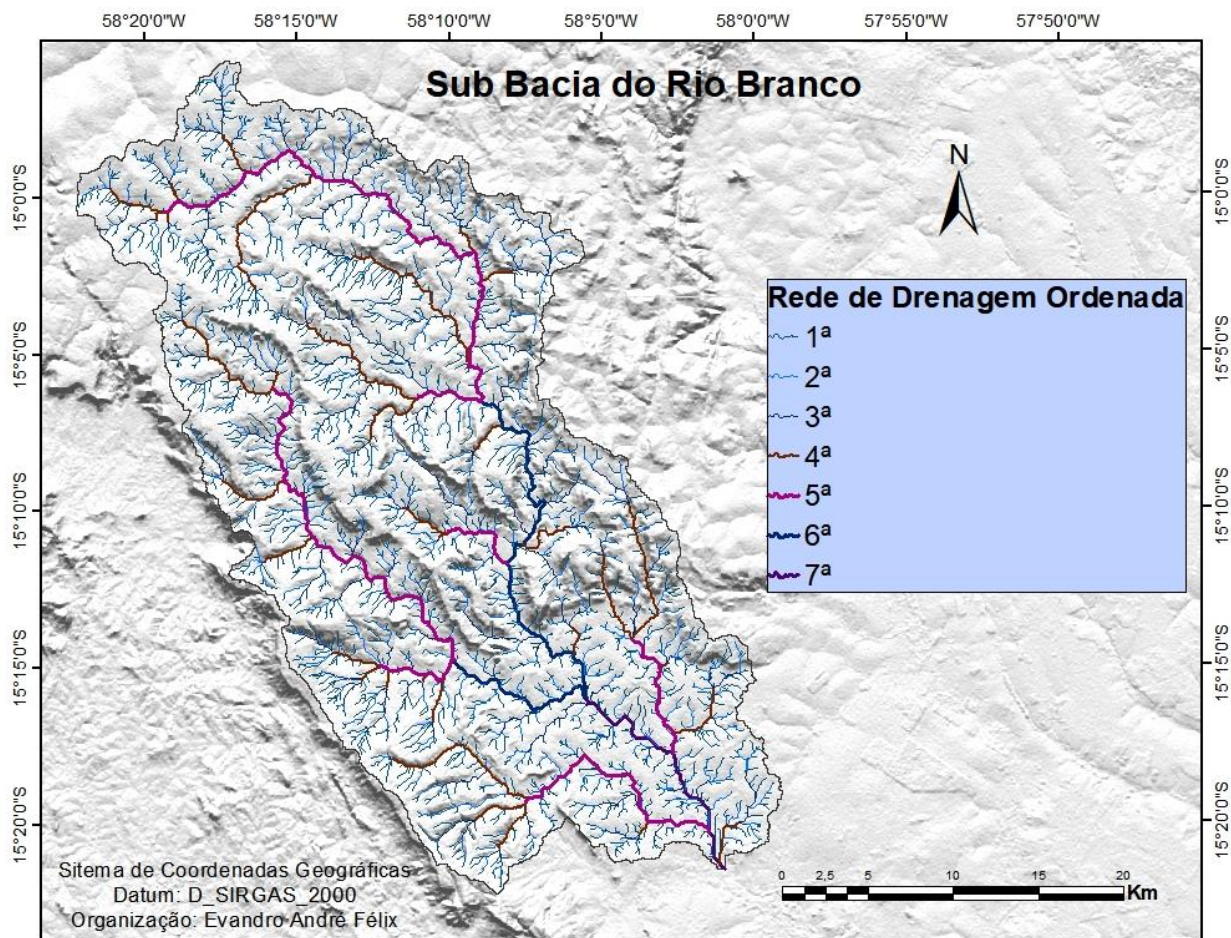 58°20'0"W 58°15'0"W 58°10'0"W 58°5'0"W 58°0'0"W 57°55'0"W 57°50'0"W
Sub Bacia do Rio Branco
N
15°0'0"S 15°0'0"S
Rede de Drenagem Ordenada
1ª
15°5'0"S 15°5'0"S
2ª
3ª
4ª
5ª
15°10'0"S 15°10'0"S
6ª
7ª
15°15'0"S 15°15'0"S
15°20'0"S 15°20'0"S
Sitema de Coordenadas Geográficas
Datum: D_SIRGAS_2000
Organização: Evandro André Félix
0 2,5 5 10 15 20
Km